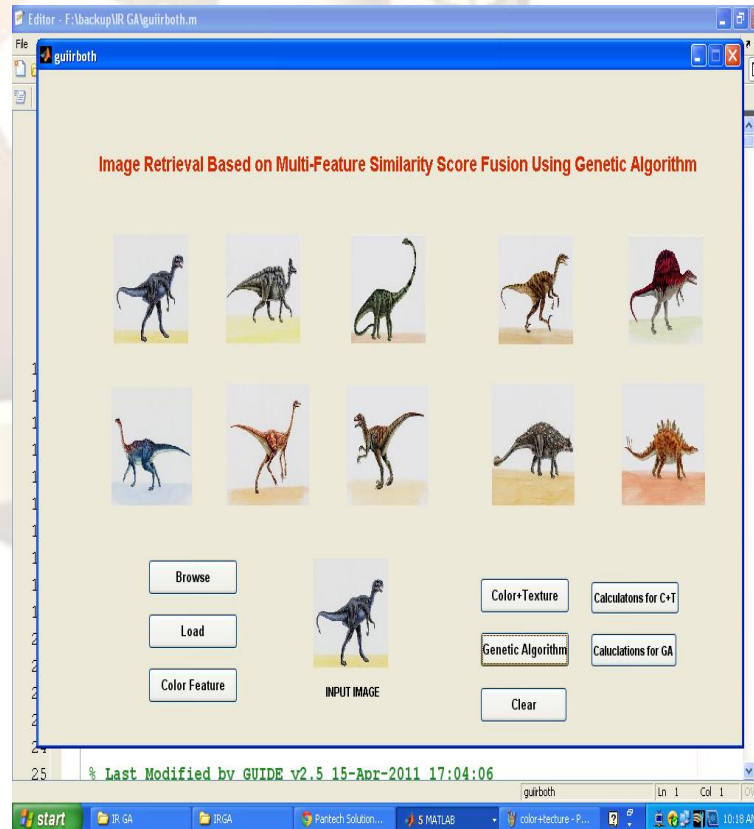 Editor - F:\backup\IR GA\guiirboth.m
File
guiirboth
Image Retrieval Based on Multi-Feature Similarity Score Fusion Using Genetic Algorithm
Browse
Load
Color Feature
INPUT IMAGE
Color+Texture
Calculatons for C+T
Genetic Algorithm
Caluclations for GA
Clear
24
25 % Last Modified by GUIDE v2.5 15-Apr-2011 17:04:06
guiirboth Ln 1 Col 1
start IR GA IRGA Pantech Solution... 5 MATLAB color+tecture - P... 10:18 AM